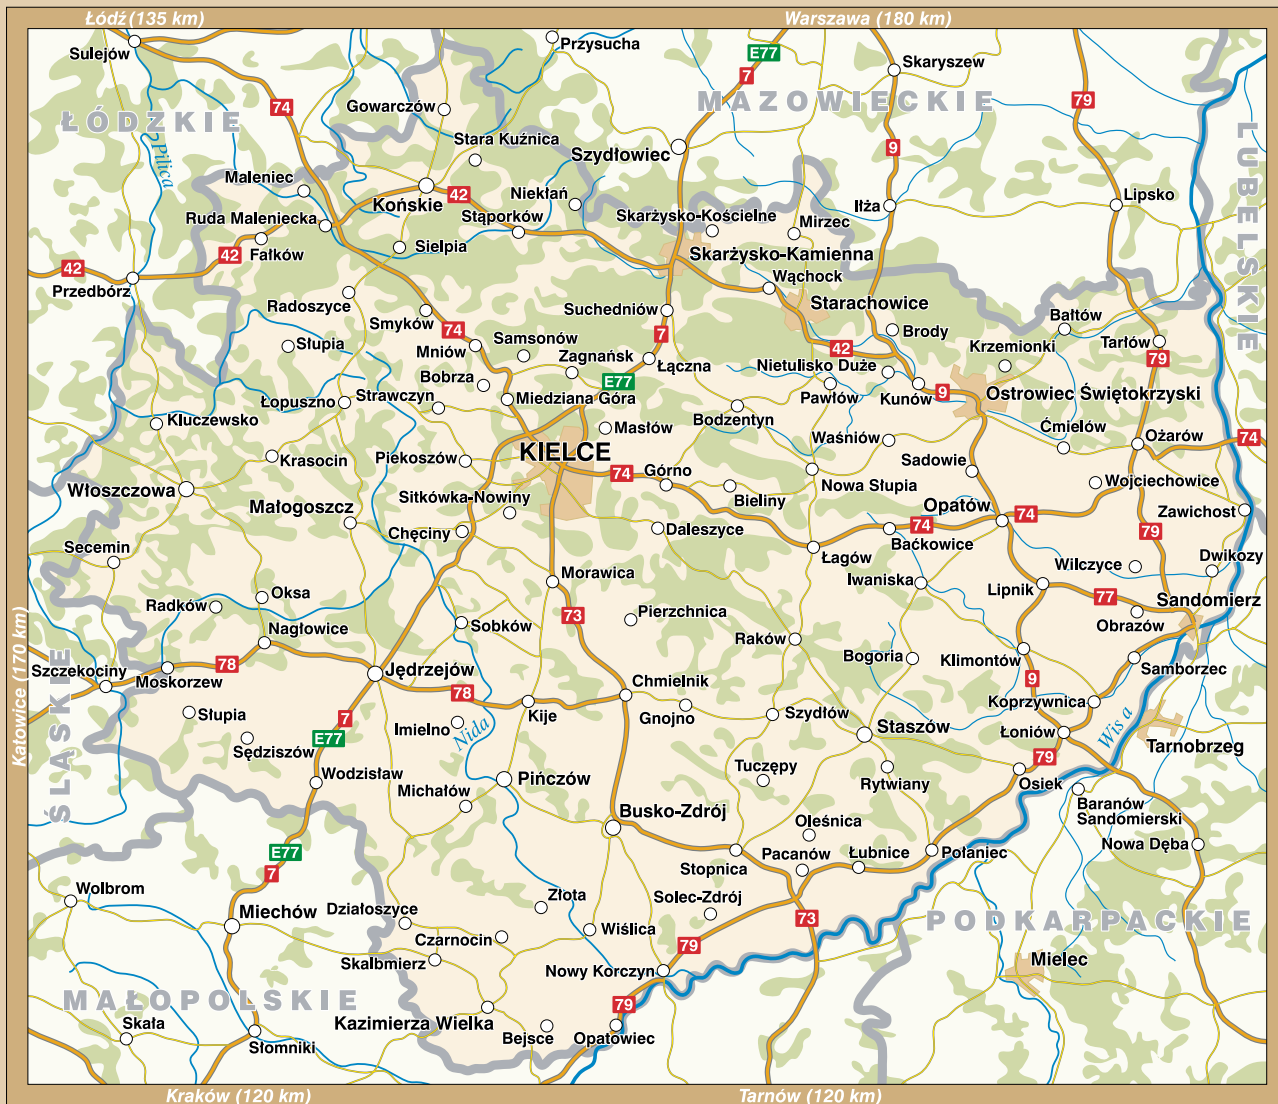 Łódź (135 km)
Warszawa (180 km)
Sulejów
Przysucha
E77
7
Skaryszew
74
Gowarczów
MAZOWIECKIE
79
ŁÓDZKIE
Pilica
Stara Kuźnica
Szydłowiec
9
LUBELSKIE
Maleniec
Końskie
42
Niekłań
Iłża
Lipsko
Ruda Maleniecka
Stąporków
Skarżysko-Kościelne
Mirzec
42
Fałków
Sielpia
Skarżysko-Kamienna
42
Przedbórz
Wąchock
Radoszyce
Suchedniów
Starachowice
Smyków
74
Samsonów
7
Brody
Bałtów
Słupia
Mniów
Zagnańsk
Łączna
42
Krzemionki
Tarłów
79
Bobrza
E77
Nietulisko Duże
Łopuszno
Strawczyn
Miedziana Góra
Pawłów
Kunów
9
Ostrowiec Świętokrzyski
Kluczewsko
Masłów
Bodzentyn
Waśniów
Ćmielów
Ożarów
74
Krasocin
Piekoszów
KIELCE
74
Górno
Sadowie
Włoszczowa
Małogoszcz
Sitkówka-Nowiny
Bieliny
Nowa Słupia
Wojciechowice
Opatów
74
Zawichost
Chęciny
Daleszyce
74
Baćkowice
79
Secemin
Łagów
Wilczyce
Dwikozy
Morawica
Iwaniska
Lipnik
77
Sandomierz
Radków
Oksa
73
Pierzchnica
Obrazów
Nagłowice
Sobków
Raków
Bogoria
Klimontów
Samborzec
Szczekociny
78
Moskorzew
Jędrzejów
78
Chmielnik
9
Koprzywnica
Katowice (170 km)
ŚLĄSKIE
Słupia
7
Imielno
Nida
Kije
Gnojno
Szydłów
Staszów
Łoniów
Wis a
Tarnobrzeg
Sędziszów
E77
79
Wodzisław
Pińczów
Tuczępy
Rytwiany
Osiek
Michałów
Busko-Zdrój
Oleśnica
Baranów
Sandomierski
E77
7
Stopnica
Pacanów
Łubnice
Połaniec
Nowa Dęba
Wolbrom
Miechów
Działoszyce
Złota
Solec-Zdrój
73
PODKARPACKIE
Czarnocin
Wiślica
79
Skalbmierz
Nowy Korczyn
Mielec
MAŁOPOLSKIE
79
Skała
Słomniki
Kazimierza Wielka
Bejsce
Opatowiec
Kraków (120 km)
Tarnów (120 km)